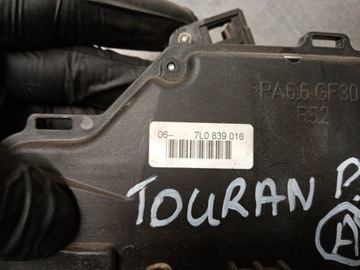 PA6.6 GF30
R52
06-- 7L0 839 016
TOURAN P.